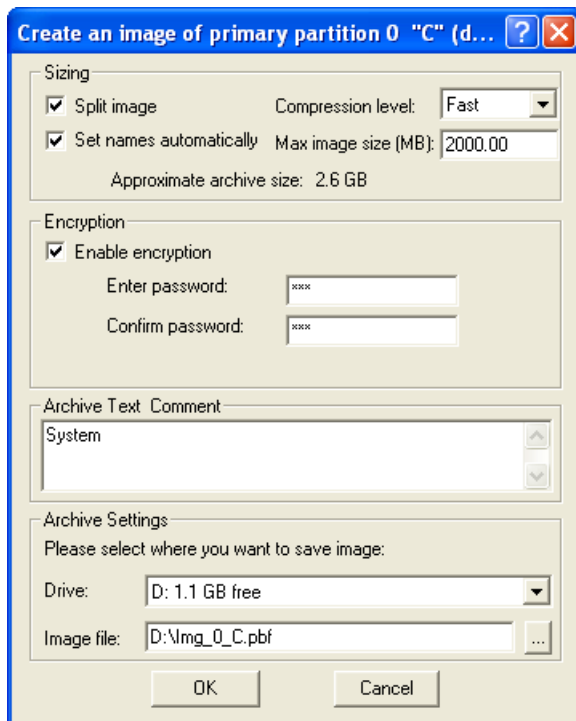 Create an image of primary partition 0 "C" (d...
Sizing
Split image
Compression level: Fast
Set names automatically
Max image size (MB): 2000.00
Approximate archive size: 2.6 GB
Encryption
Enable encryption
Enter password: ***
Confirm password: ***
Archive Text Comment
System
Archive Settings
Please select where you want to save image:
Drive: D: 1.1 GB free
Image file: D:\Img_0_C.pbf ...
OK Cancel